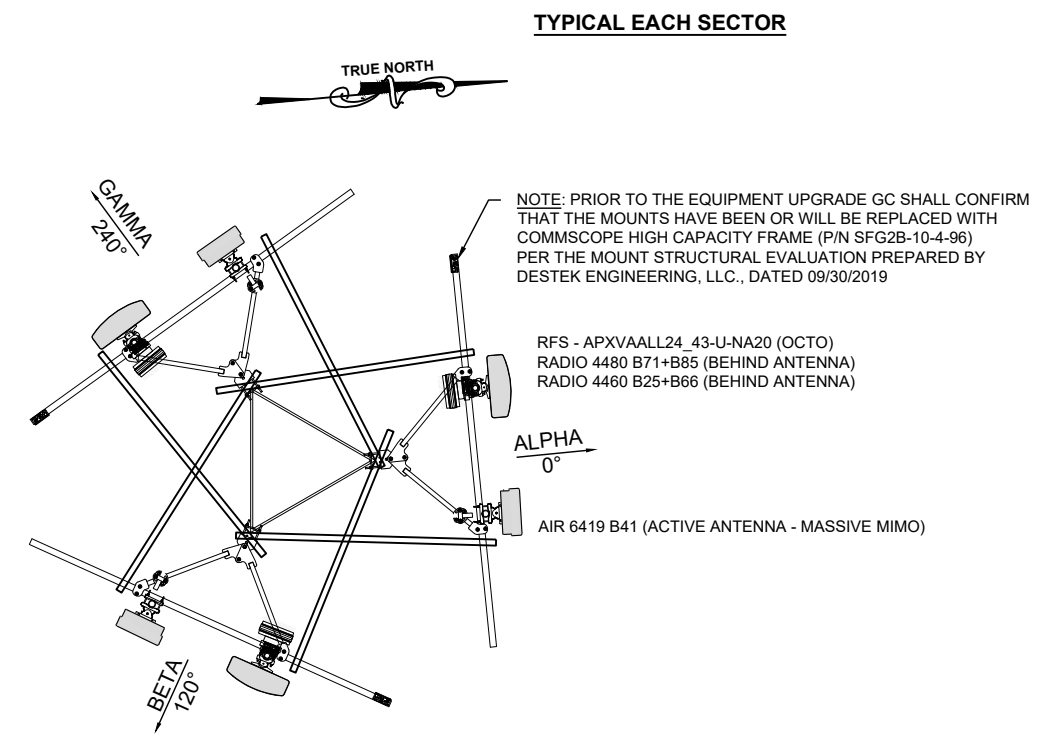 TYPICAL EACH SECTOR
TRUE NORTH
GAMMA
240°
NOTE: PRIOR TO THE EQUIPMENT UPGRADE GC SHALL CONFIRM
THAT THE MOUNTS HAVE BEEN OR WILL BE REPLACED WITH
COMMSCOPE HIGH CAPACITY FRAME (P/N SFG2B-10-4-96)
PER THE MOUNT STRUCTURAL EVALUATION PREPARED BY
DESTEK ENGINEERING, LLC., DATED 09/30/2019
RFS - APXVAALL24_43-U-NA20 (OCTO)
RADIO 4480 B71+B85 (BEHIND ANTENNA)
RADIO 4460 B25+B66 (BEHIND ANTENNA)
ALPHA
0°
AIR 6419 B41 (ACTIVE ANTENNA - MASSIVE MIMO)
BETA
120°